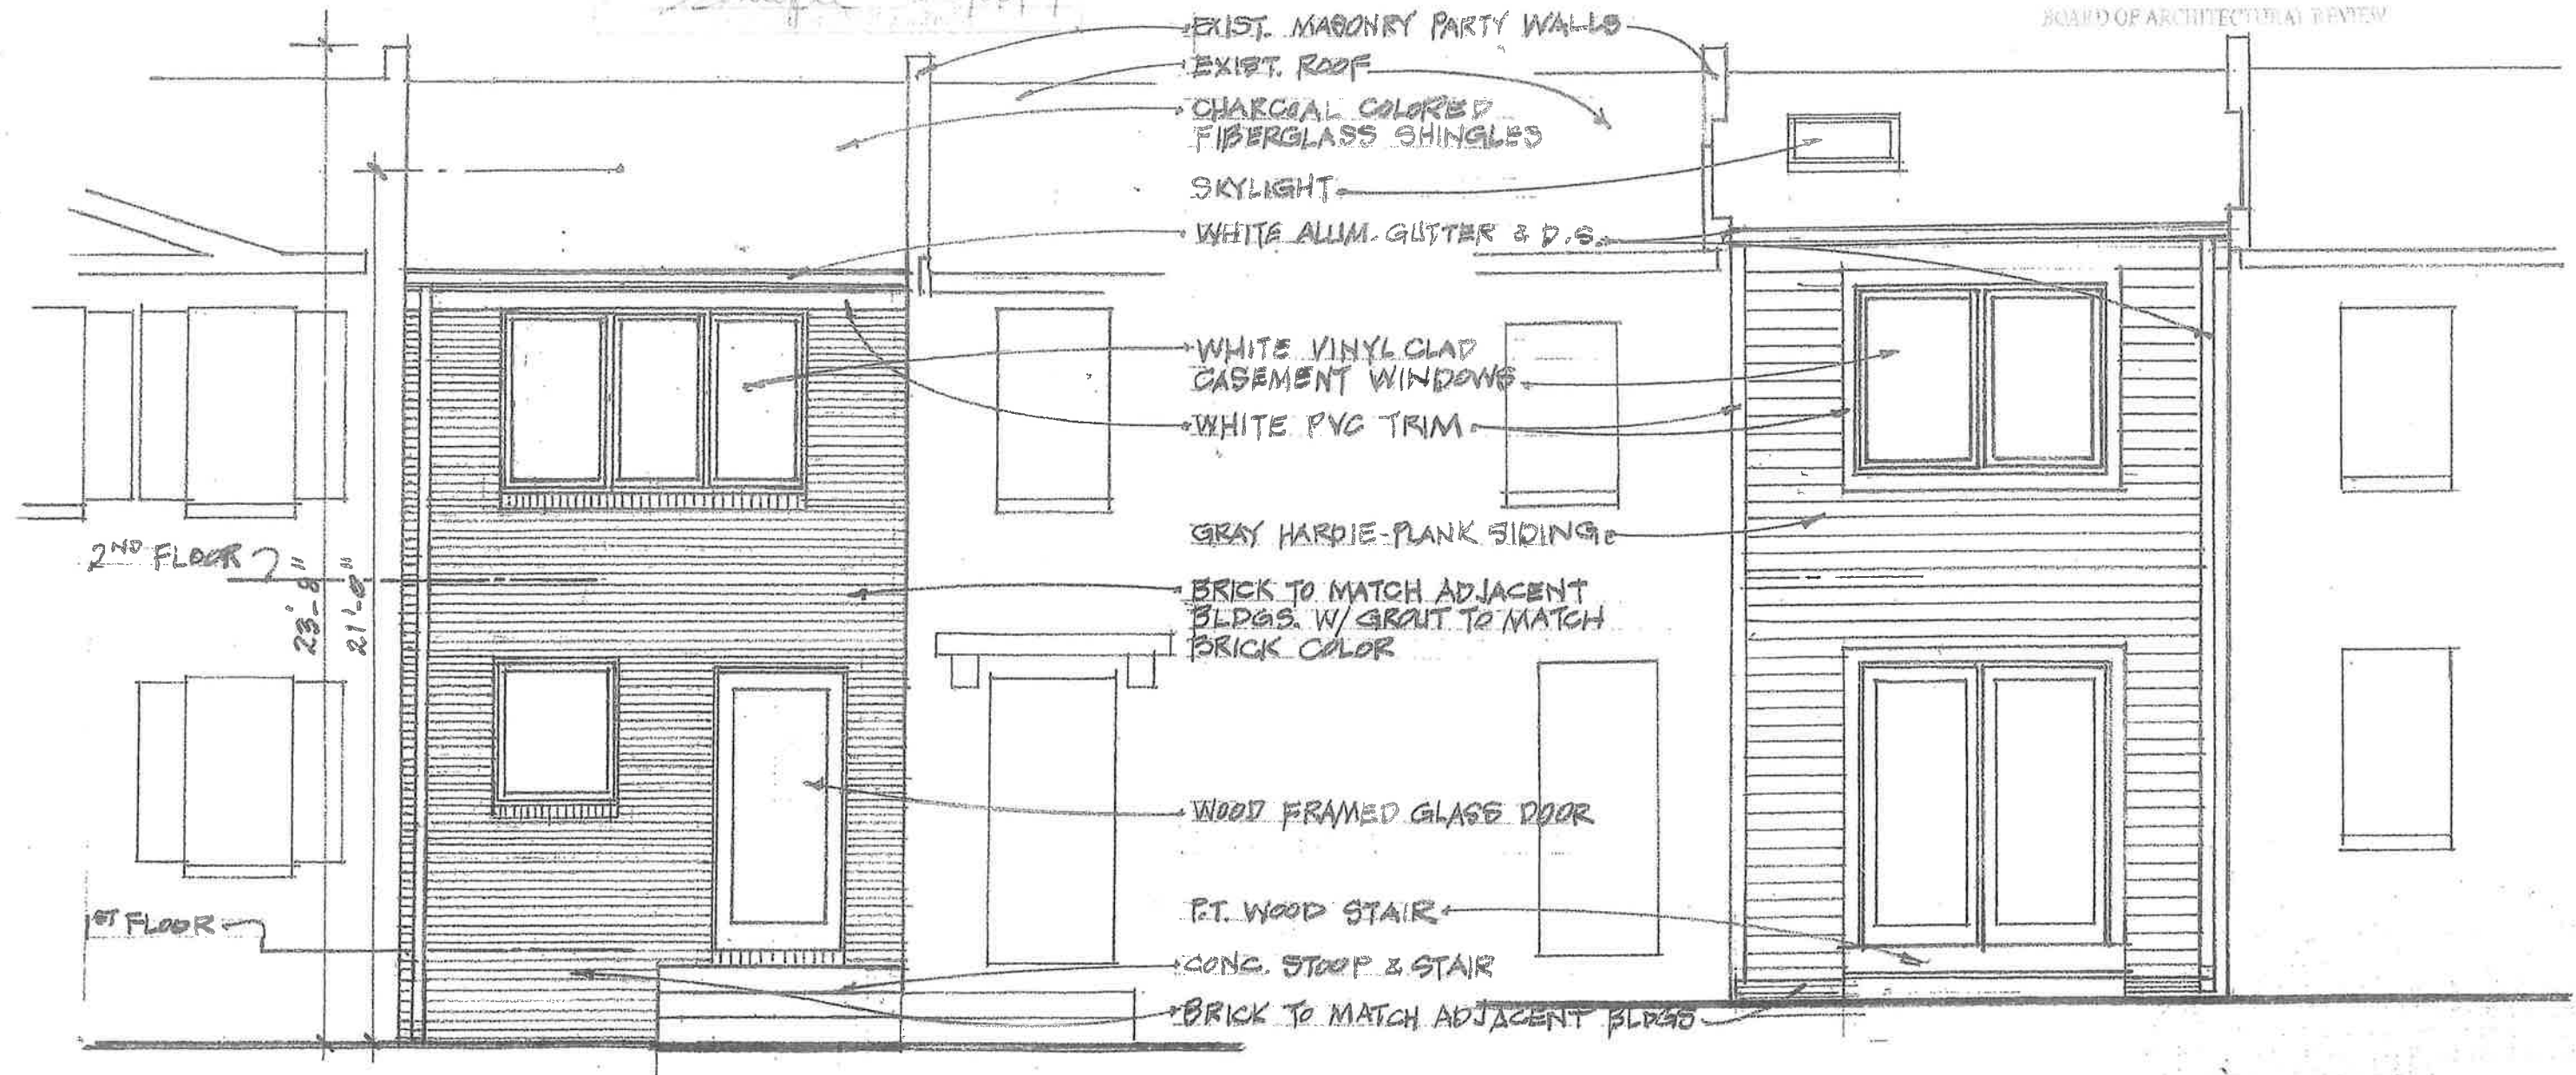 BOARD OF ARCHITECTURAL REVIEW
EXIST. MASONRY PARTY WALLS
EXIST. ROOF
CHARCOAL COLORED
FIBERGLASS SHINGLES
SKYLIGHT
WHITE ALUM. GUTTER & D.S.
WHITE VINYL CLAD
CASEMENT WINDOWS
WHITE PVC TRIM
GRAY HARDIE-PLANK SIDING
2ND FLOOR
23'-8"
BRICK TO MATCH ADJACENT
BLDGS. W/ GROUT TO MATCH
BRICK COLOR
WOOD FRAMED GLASS DOOR
P.T. WOOD STAIR
1ST FLOOR
CONC. STOOP & STAIR
BRICK TO MATCH ADJACENT BLDGS